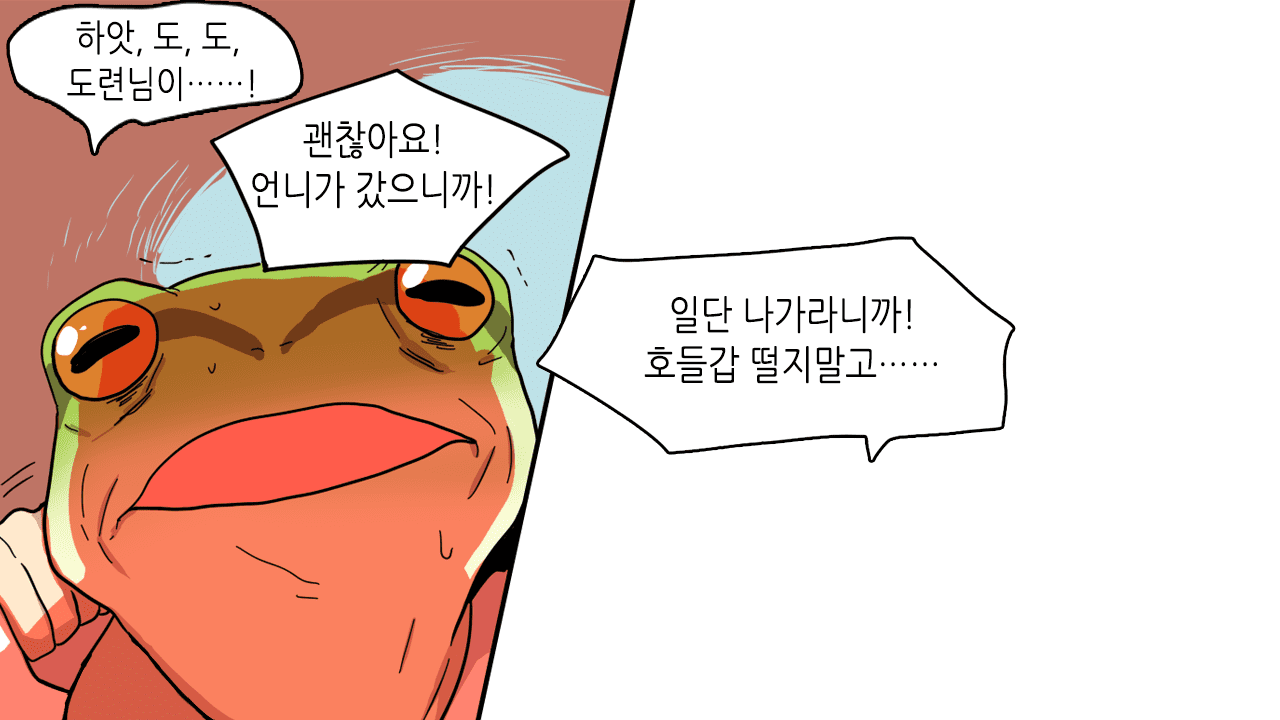 하앗, 도, 도,
도련님이……!
괜찮아요!
언니가 갔으니까!
일단 나가라니까!
호들갑 떨지말고……